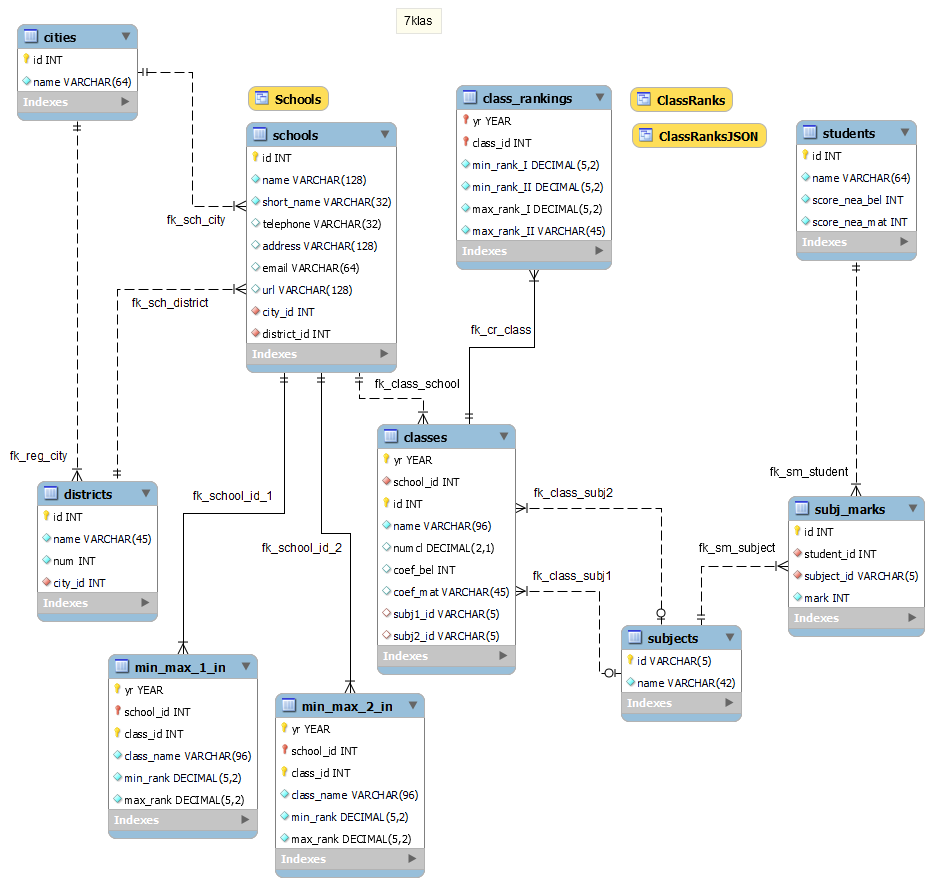 7klas
cities
id INT
name VARCHAR(64)
Indexes
fk_sch_city
fk_reg_city
Schools
schools
id INT
name VARCHAR(128)
short_name VARCHAR(32)
telephone VARCHAR(32)
address VARCHAR(128)
email VARCHAR(64)
url VARCHAR(128)
city_id INT
district_id INT
Indexes
fk_sch_district
class_rankings
yr YEAR
class_id INT
min_rank_I DECIMAL(5,2)
min_rank_II DECIMAL(5,2)
max_rank_I DECIMAL(5,2)
max_rank_II VARCHAR(45)
Indexes
fk_cr_class
ClassRanks
ClassRanksJSON
students
id INT
name VARCHAR(64)
score_nea_bel INT
score_nea_mat INT
Indexes
fk_sm_student
fk_class_school
districts
id INT
name VARCHAR(45)
num INT
city_id INT
Indexes
fk_school_id_1
fk_school_id_2
classes
yr YEAR
school_id INT
id INT
name VARCHAR(96)
numcl DECIMAL(2,1)
coef_bel INT
coef_mat VARCHAR(45)
subj1_id VARCHAR(5)
subj2_id VARCHAR(5)
Indexes
fk_class_subj2
fk_class_subj1
fk_sm_subject
subj_marks
id INT
student_id INT
subject_id VARCHAR(5)
mark INT
Indexes
subjects
id VARCHAR(5)
name VARCHAR(42)
Indexes
min_max_1_in
yr YEAR
school_id INT
class_id INT
class_name VARCHAR(96)
min_rank DECIMAL(5,2)
max_rank DECIMAL(5,2)
Indexes
min_max_2_in
yr YEAR
school_id INT
class_id INT
class_name VARCHAR(96)
min_rank DECIMAL(5,2)
max_rank DECIMAL(5,2)
Indexes